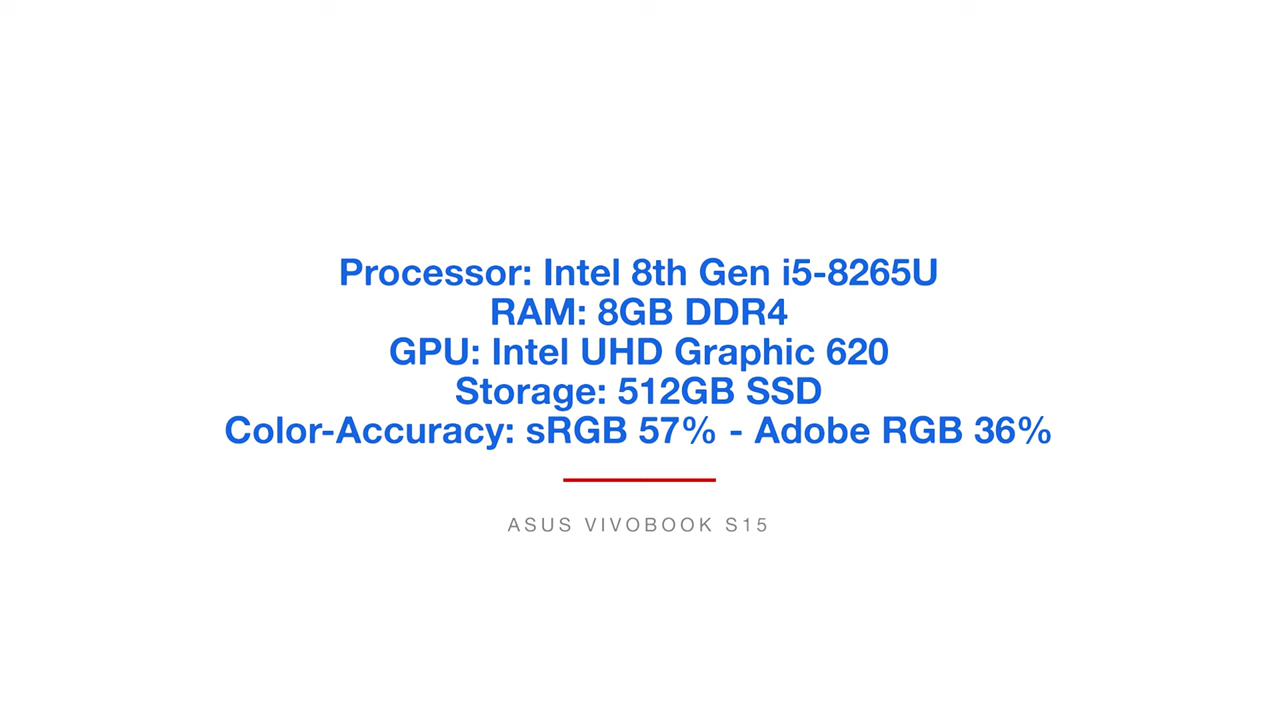 Processor: Intel 8th Gen i5-8265U
RAM: 8GB DDR4
GPU: Intel UHD Graphic 620
Storage: 512GB SSD
Color-Accuracy: sRGB 57% - Adobe RGB 36%
ASUS VIVOBOOK S15